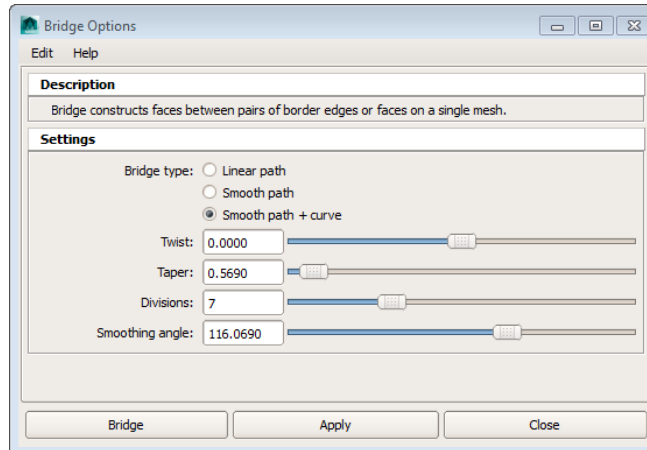 Bridge Options
Edit Help
Description
Bridge constructs faces between pairs of border edges or faces on a single mesh.
Settings
Bridge type: Linear path
Smooth path
Smooth path + curve
Twist: 0.0000
Taper: 0.5690
Divisions: 7
Smoothing angle: 116.0690
Bridge Apply Close